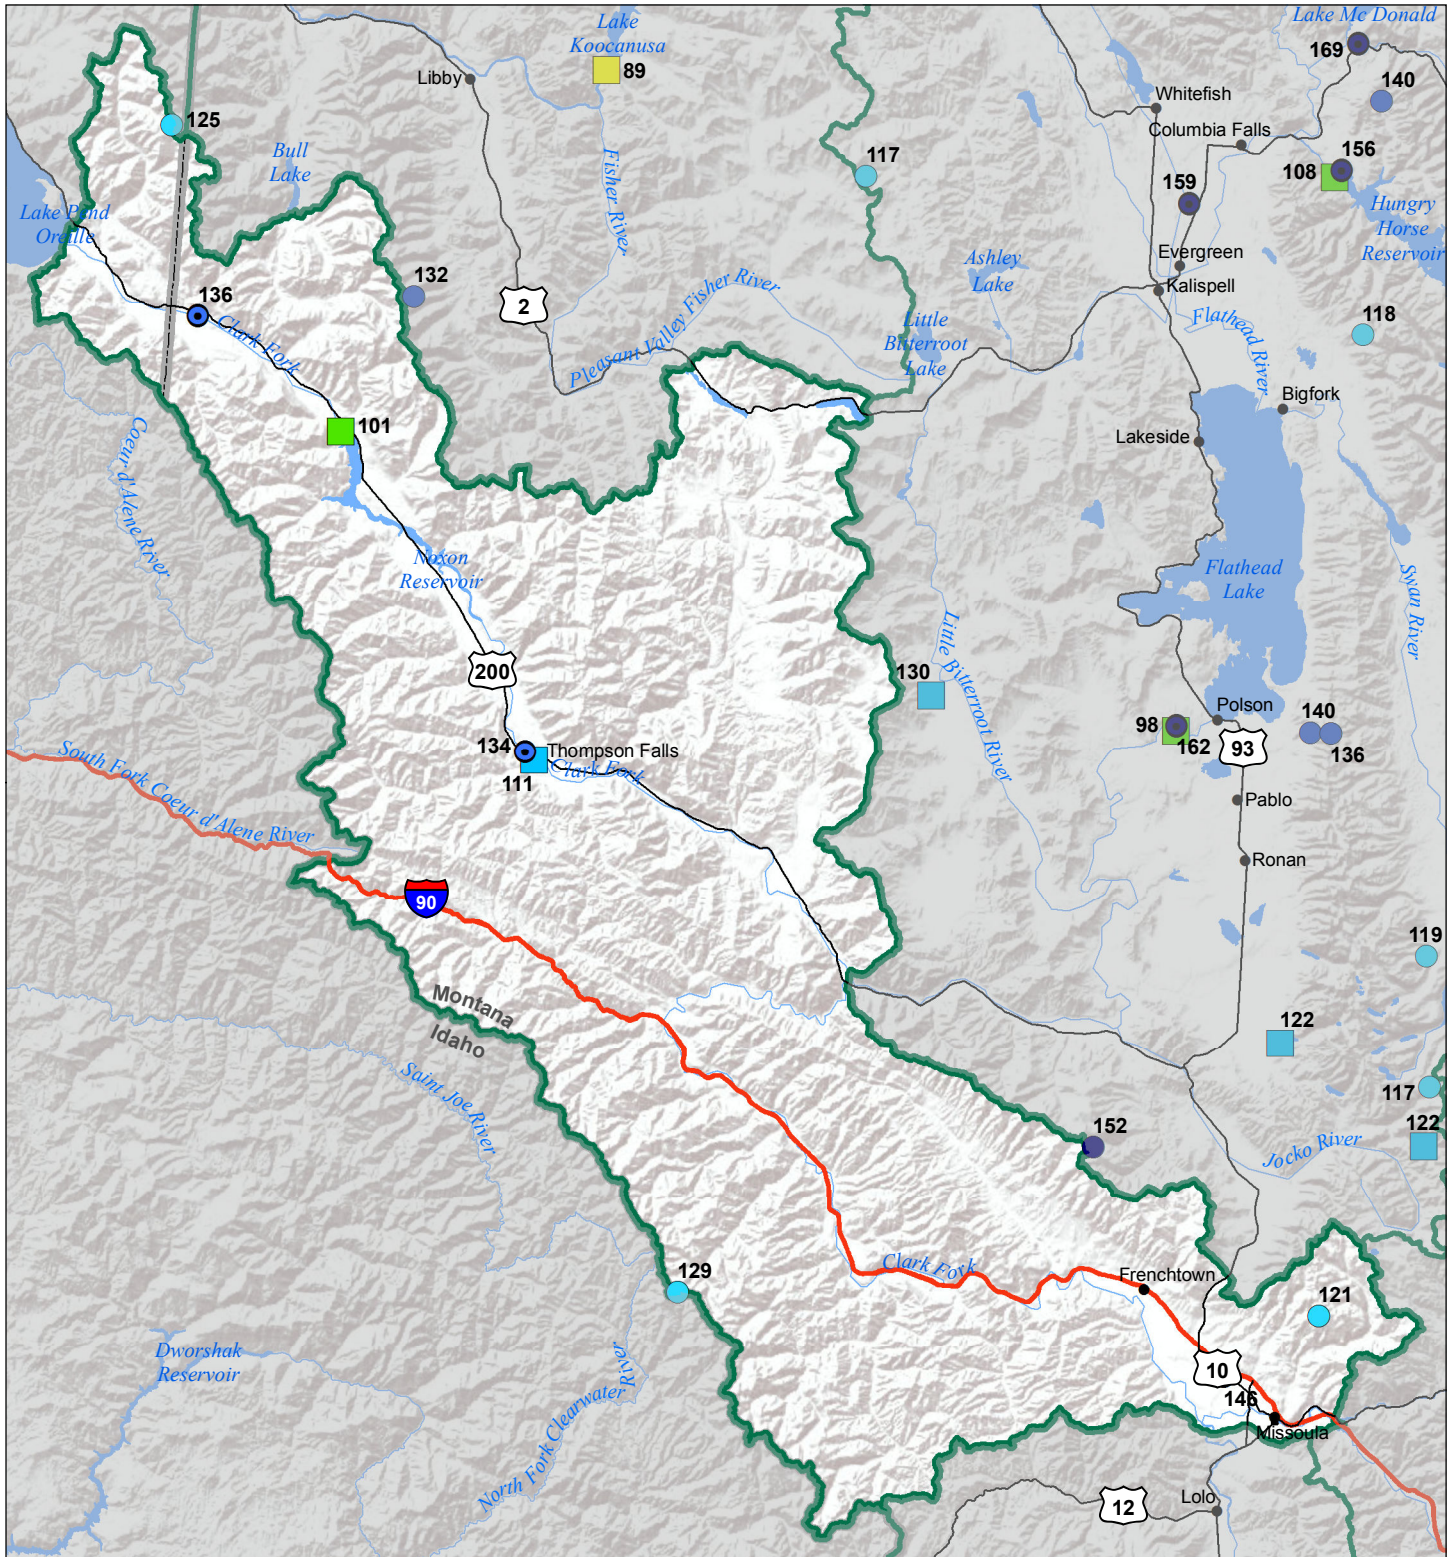 Lake
Koocanusa
89
Libby
Lake Mc Donald
169
140
Whitefish
Columbia Falls
125
Bull
Lake
Fisher River
117
156
108
159
Hungry
Horse
Reservoir
Lake Pend
Oreille
Evergreen
Ashley
Lake
132
136
2
Pleasant Valley Fisher River
Kalispell
Little
Bitterroot
Lake
Flathead River
118
Clark Fork
Bigfork
101
Lakeside
Coeur d'Alene River
Noxon
Reservoir
Flathead
Lake
Swan River
Little Bitterroot River
200
130
Polson
98
162
93
140
136
134
Thompson Falls
111
Clark Fork
South Fork Coeur d'Alene River
Pablo
Ronan
90
119
Montana
Idaho
122
Saint Joe River
117
122
152
Jocko River
Clark Fork
129
Frenchtown
121
Dworshak
Reservoir
10
146
Missoula
North Fork Clearwater
River
12
Lolo